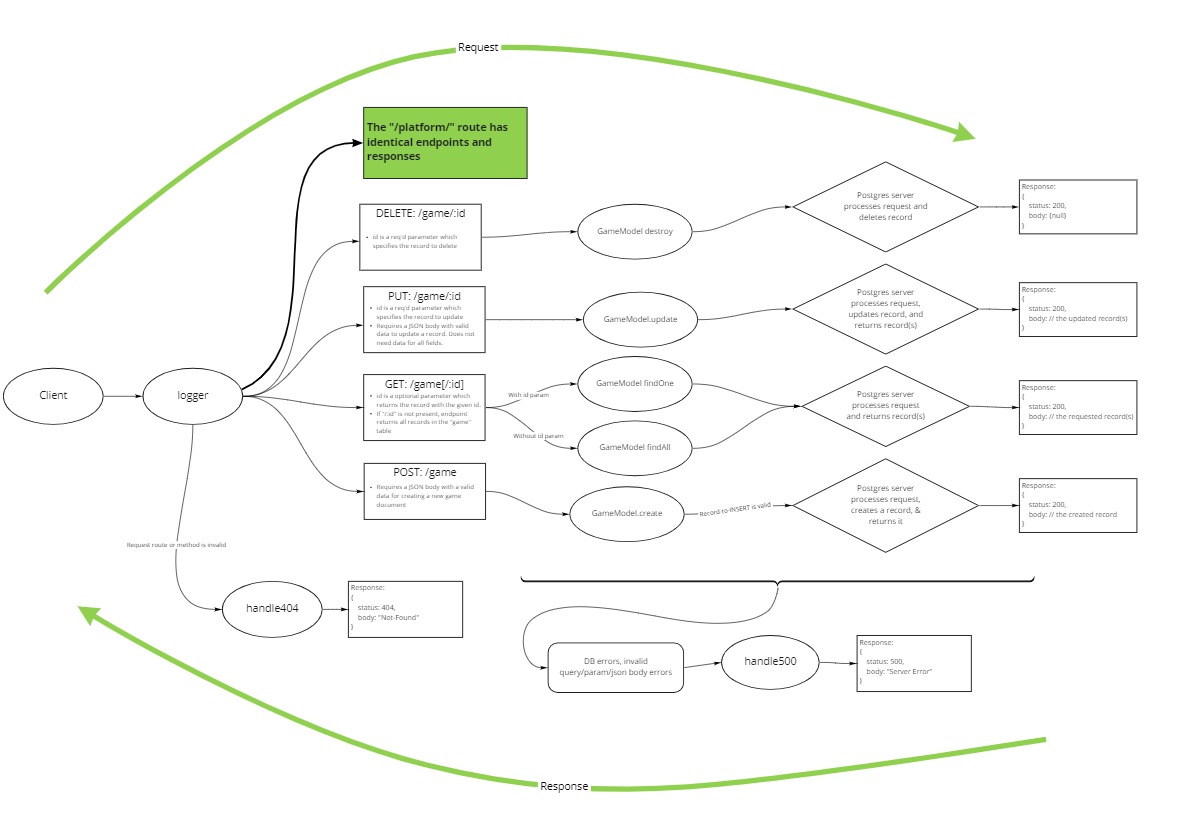 Request
The "/platform/" route has
identical endpoints and
responses
DELETE: /game/:id
• id is a req'd parameter which
specifies the record to delete
GameModel destroy
Postgres server
processes request and
deletes record
Response:
{
status: 200,
body: {null}
}
PUT: /game/:id
• id is a req'd parameter which
specifies the record to update
• Requires a JSON body with valid
data to update a record. Does not
need data for all fields.
GameModel.update
Postgres server
processes request,
updates record, and
returns record(s)
Response:
{
status: 200,
body: // the updated record(s)
}
Client
logger
GET: /game[/:id]
• id is a optional parameter which
returns the record with the given id.
• If "/:id" is not present, endpoint
returns all records in the "game"
table
With id param
Without id param
GameModel findOne
GameModel findAll
Postgres server
processes request
and returns record(s)
Response:
{
status: 200,
body: // the requested record(s)
}
POST: /game
• Requires a JSON body with a valid
data for creating a new game
document
GameModel.create
Record-to-INSERT is valid
Postgres server
processes request,
creates a record, &
returns it
Response:
{
status: 200,
body: // the created record
}
Request route or method is invalid
handle404
Response:
{
status: 404,
body: "Not-Found"
}
DB errors, invalid
query/param/json body errors
handle500
Response:
{
status: 500,
body: "Server Error"
}
Response